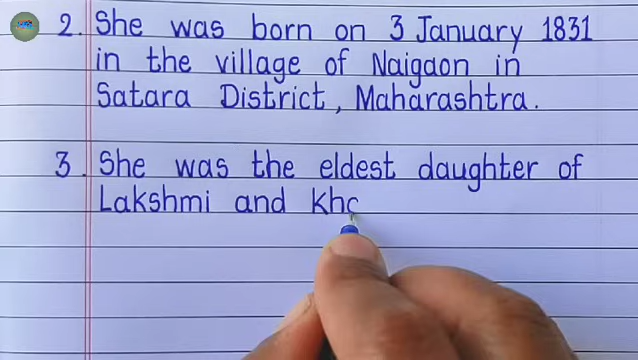 2. She was born on 3 January 1831
in the village of Naigaon in
Satara District, Maharashtra.
3. She was the eldest daughter of
Lakshmi and Kho